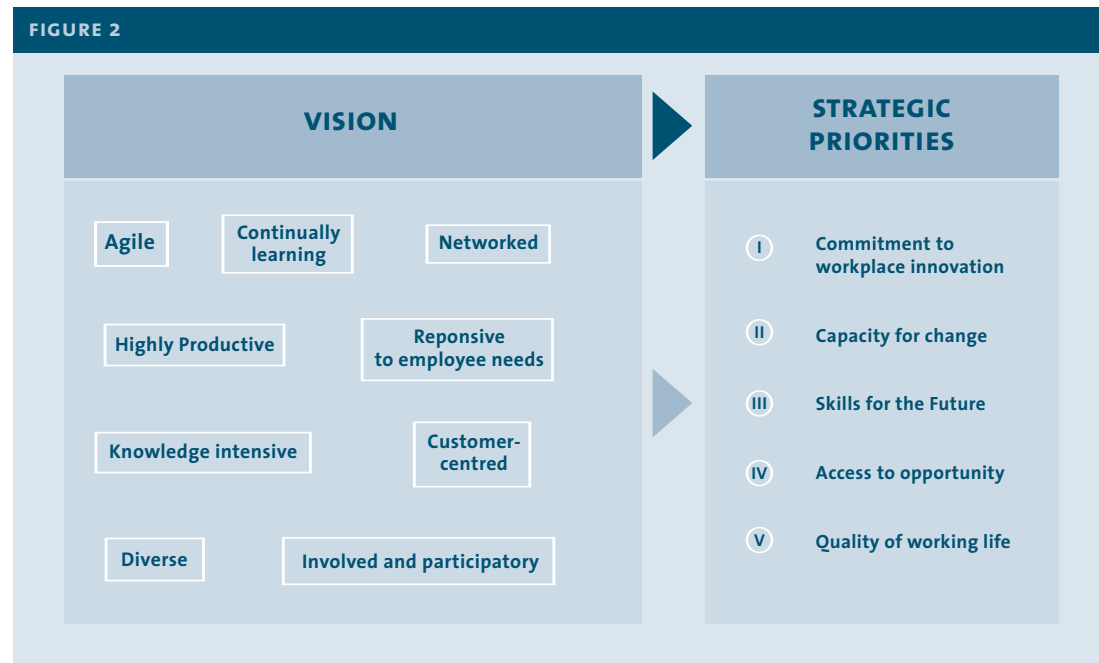 FIGURE 2
VISION
STRATEGIC
PRIORITIES
Agile
Continually
learning
Networked
Highly Productive
Reponsive
to employee needs
Knowledge intensive
Customer-
centred
Diverse
Involved and participatory
I
Commitment to
workplace innovation
II
Capacity for change
III
Skills for the Future
IV
Access to opportunity
V
Quality of working life